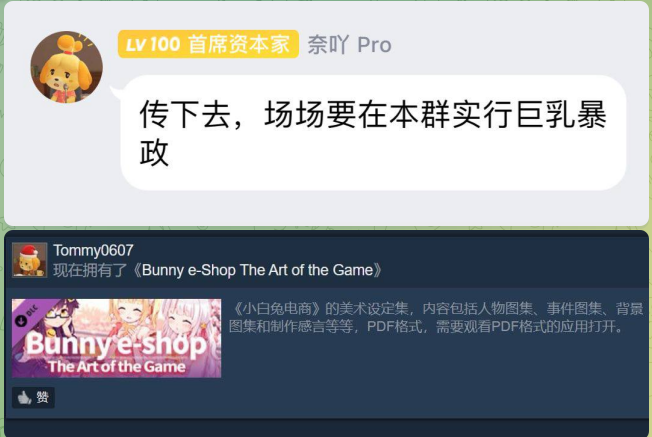 LV 100 首席资本家 奈吖 Pro
传下去，场场要在本群实行巨乳暴
政
Tommy0607
现在拥有了《Bunny e-Shop The Art of the Game》
DLC
Bunny e-shop
The Art of the Game
《小白兔电商》的美术设定集，内容包括人物图集、事件图集、背景
图集和制作感言等等，PDF格式，需要观看PDF格式的应用打开。
赞